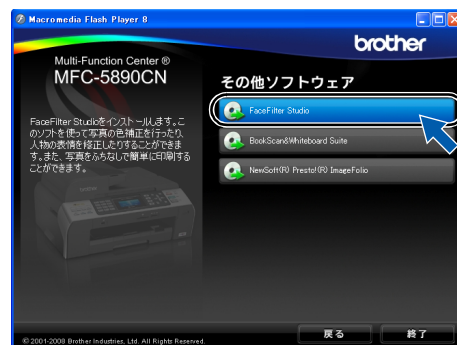 Macromedia Flash Player 8
brother
Multi-Function Center ®
MFC-5890CN
FaceFilter Studioをインストールします。こ
のソフトを使って写真の色補正を行ったり、
人物の表情を修正したりすることができま
す。また、写真をふちなしで簡単に印刷する
ことができます。
その他ソフトウェア
FaceFilter Studio
BookScan&Whiteboard Suite
NewSoft(R) Presto!(R) ImageFolio
戻る
終了
© 2001-2008 Brother Industries, Ltd. All Rights Reserved.